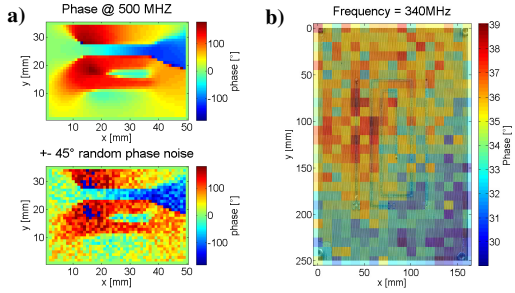 a)
Phase @ 500 MHZ
30
20
10
y [mm]
10 20 30 40 50
x [mm]
100
0
-100
phase [°]
+- 45° random phase noise
30
20
10
y [mm]
10 20 30 40 50
x [mm]
100
0
-100
phase [°]
b)
Frequency = 340MHz
0
50
100
150
200
250
y [mm]
0 50 100 150
x [mm]
39
38
37
36
35
34
33
32
31
30
Phase [°]